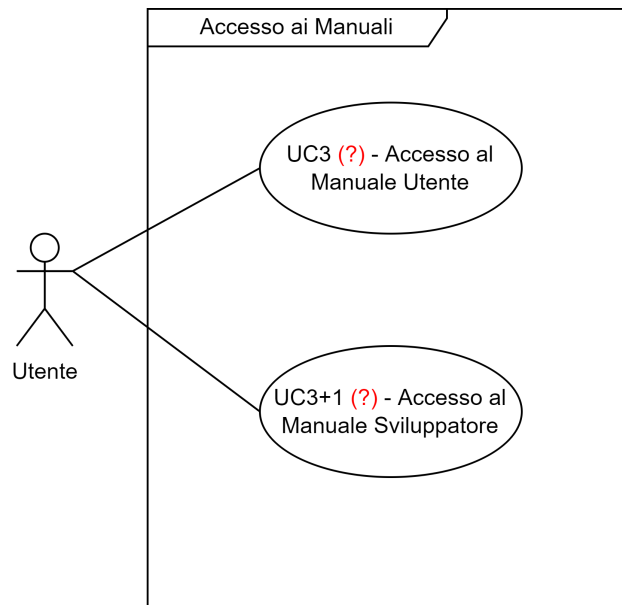 Accesso ai Manuali
UC3 (?) - Accesso al
Manuale Utente
Utente
UC3+1 (?) - Accesso al
Manuale Sviluppatore